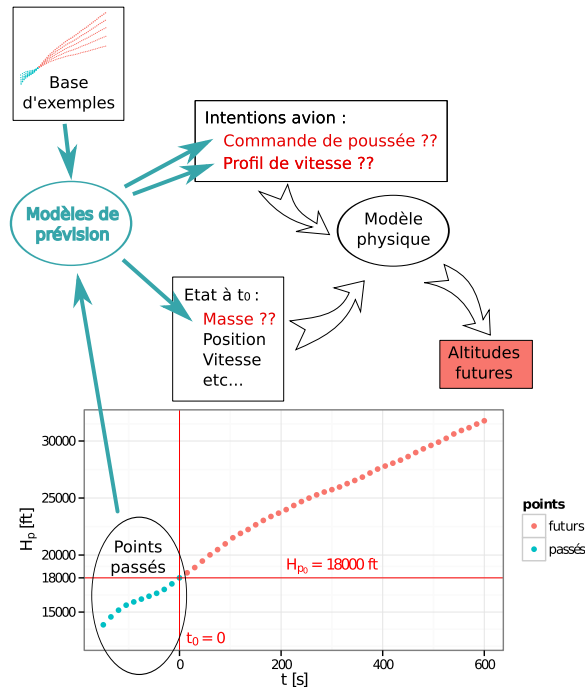 Base
d'exemples
Intentions avion :
Commande de poussée ??
Profil de vitesse ??
Modèles de
prévision
Modèle
physique
Etat à t₀ :
Masse ??
Position
Vitesse
etc...
Altitudes
futures
30000
25000
20000
18000
15000
Hp [ft]
Points
passés
Hp₀ = 18000 ft
t₀ = 0
0
200
400
600
t [s]
points
futurs
passés